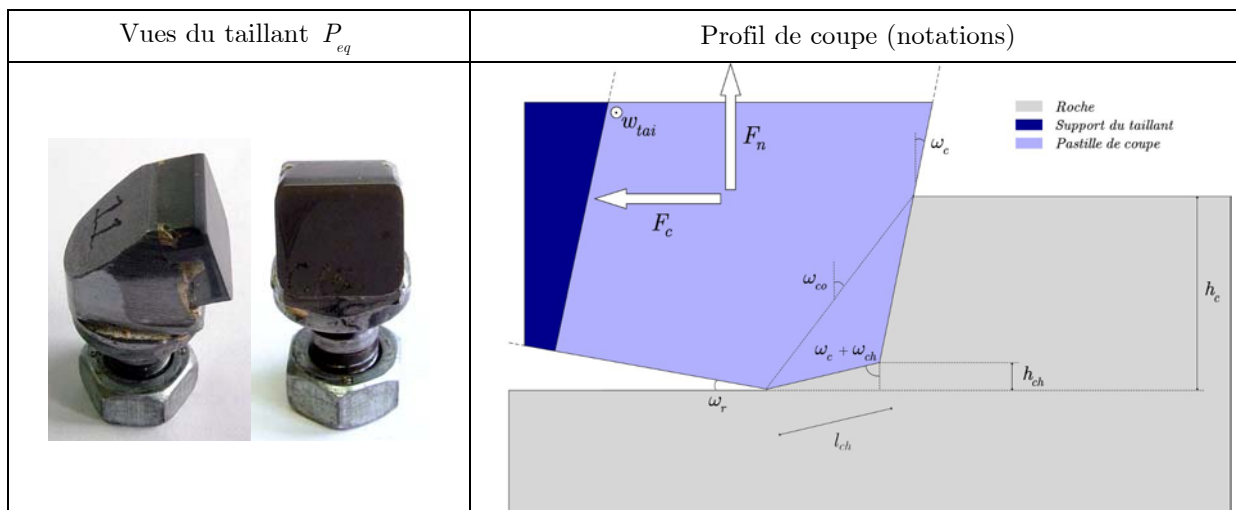 Vues du taillant P_eq
Profil de coupe (notations)
Roche
Support du taillant
Pastille de coupe
w_tai
F_n
ω_c
F_c
ω_co
h_c
ω_c + ω_ch
h_ch
ω_r
l_ch